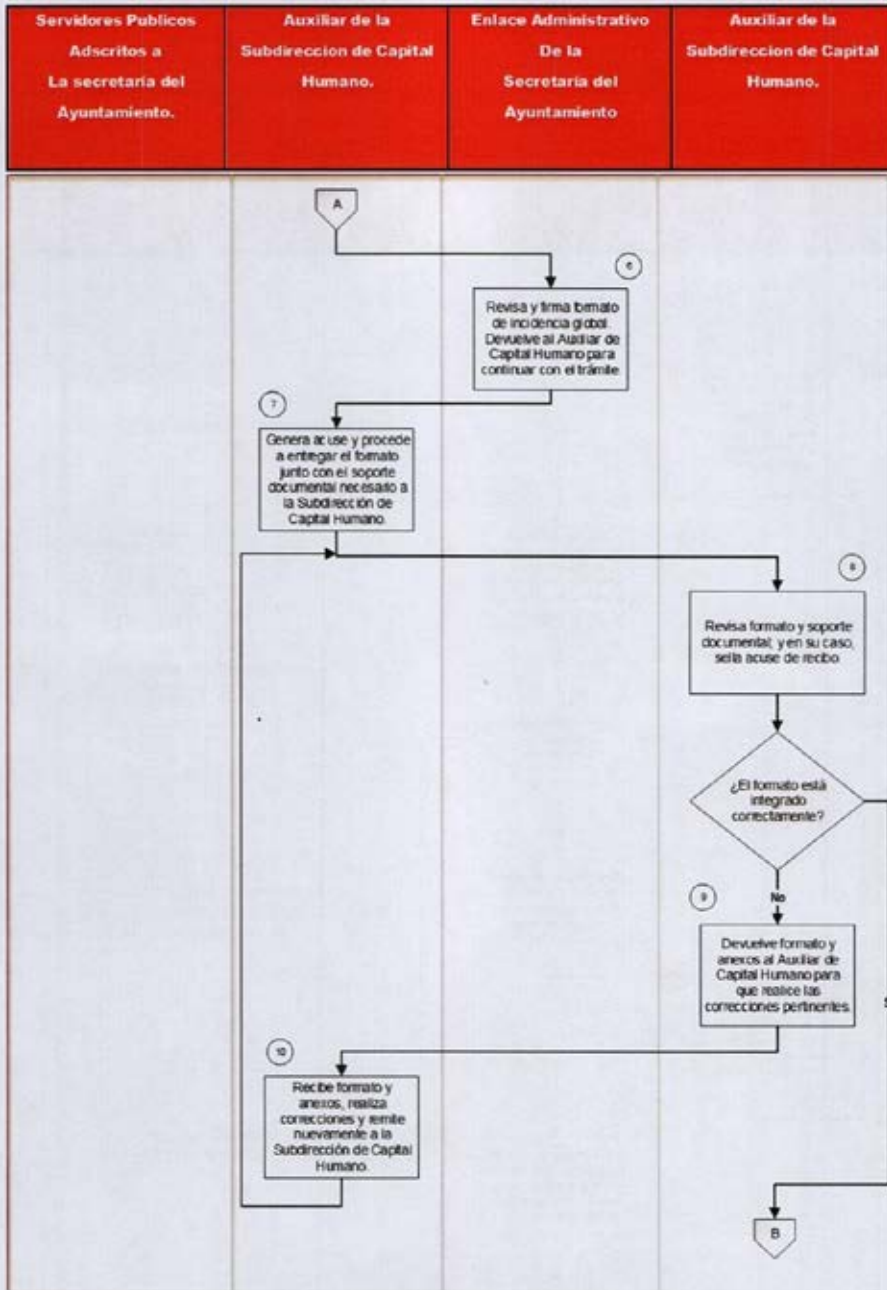 Servidores Publicos
Adscritos a
La secretaría del
Ayuntamiento.
Auxiliar de la
Subdireccion de Capital
Humano.
Enlace Administrativo
De la
Secretaría del
Ayuntamiento
Auxiliar de la
Subdireccion de Capital
Humano.
A
6
Revisa y firma formato
de incidencia global.
Devuelve al Auxiliar de
Capital Humano para
continuar con el trámite
7
Genera acuse y procede
a entregar el formato
junto con el soporte
documental necesario a
la Subdirección de
Capital Humano.
8
Revisa formato y soporte
documental; y en su caso,
sella acuse de recibo.
¿El formato está
integrado
correctamente?
No
9
Devuelve formato y
anexos al Auxiliar de
Capital Humano para
que realice las
correcciones pertinentes.
10
Recibe formato y
anexos, realiza
correcciones y remite
nuevamente a la
Subdirección de Capital
Humano.
B